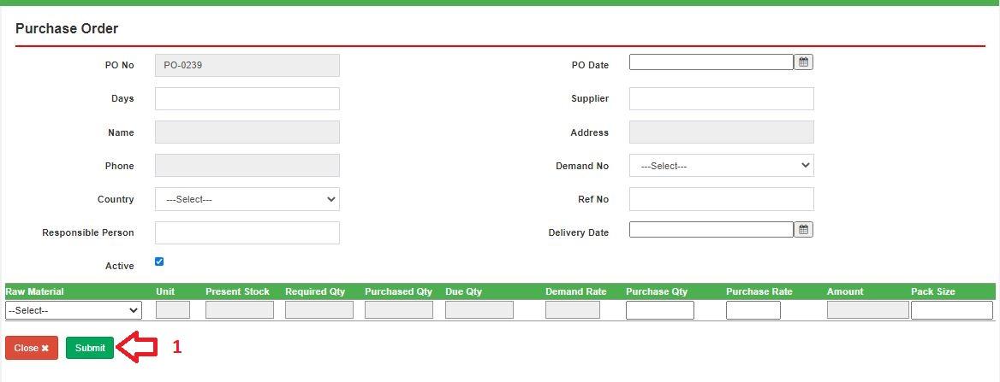 Purchase Order
PO No PO-0239 PO Date
Days Supplier
Name Address
Phone Demand No ---Select---
Country ---Select--- Ref No
Responsible Person Delivery Date
Active
Raw Material Unit Present Stock Required Qty Purchased Qty Due Qty Demand Rate Purchase Qty Purchase Rate Amount Pack Size
--Select--
Close ✖ Submit 1